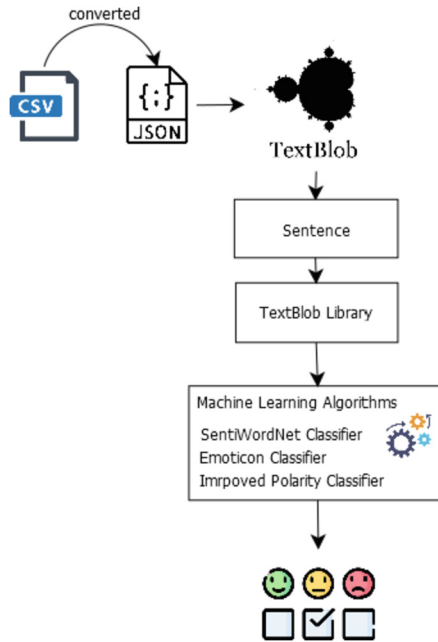 converted
CSV
{:}
JSON
TextBlob
Sentence
TextBlob Library
Machine Learning Algorithms
SentiWordNet Classifier
Emoticon Classifier
Imrpoved Polarity Classifier